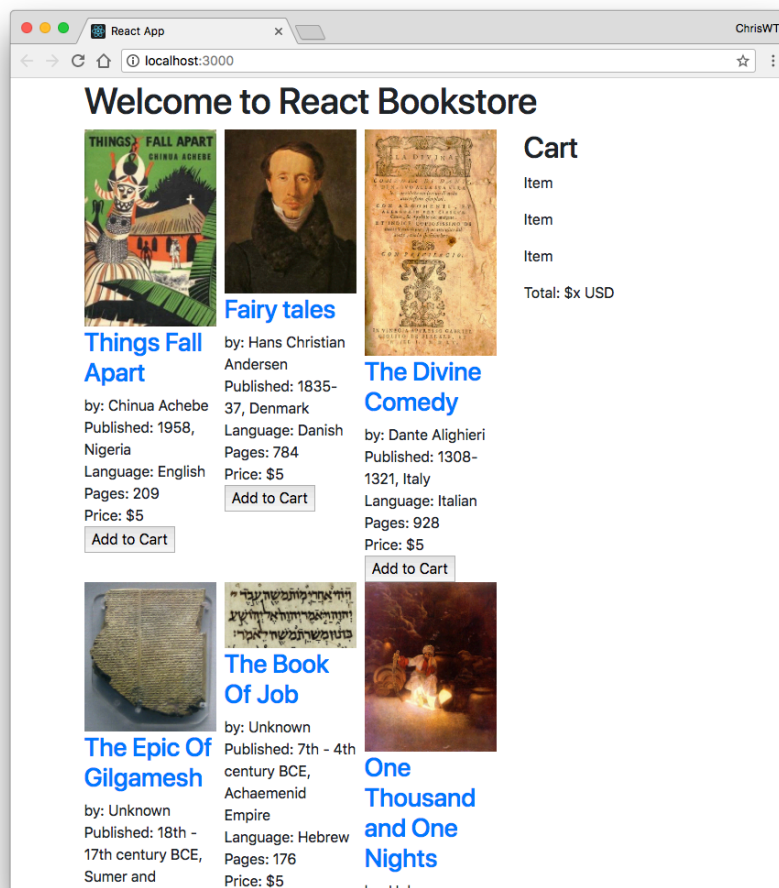 React App
ChrisWT
localhost:3000
Welcome to React Bookstore
THINGS FALL APART
CHINUA ACHEBE
Things Fall
Apart
by: Chinua Achebe
Published: 1958,
Nigeria
Language: English
Pages: 209
Price: $5
Add to Cart
Fairy tales
by: Hans Christian
Andersen
Published: 1835-
37, Denmark
Language: Danish
Pages: 784
Price: $5
Add to Cart
LA DIVINA
The Divine
Comedy
by: Dante Alighieri
Published: 1308-
1321, Italy
Language: Italian
Pages: 928
Price: $5
Add to Cart
Cart
Item
Item
Item
Total: $x USD
The Epic Of
Gilgamesh
by: Unknown
Published: 18th -
17th century BCE,
Sumer and
The Book
Of Job
by: Unknown
Published: 7th - 4th
century BCE,
Achaemenid
Empire
Language: Hebrew
Pages: 176
Price: $5
One
Thousand
and One
Nights